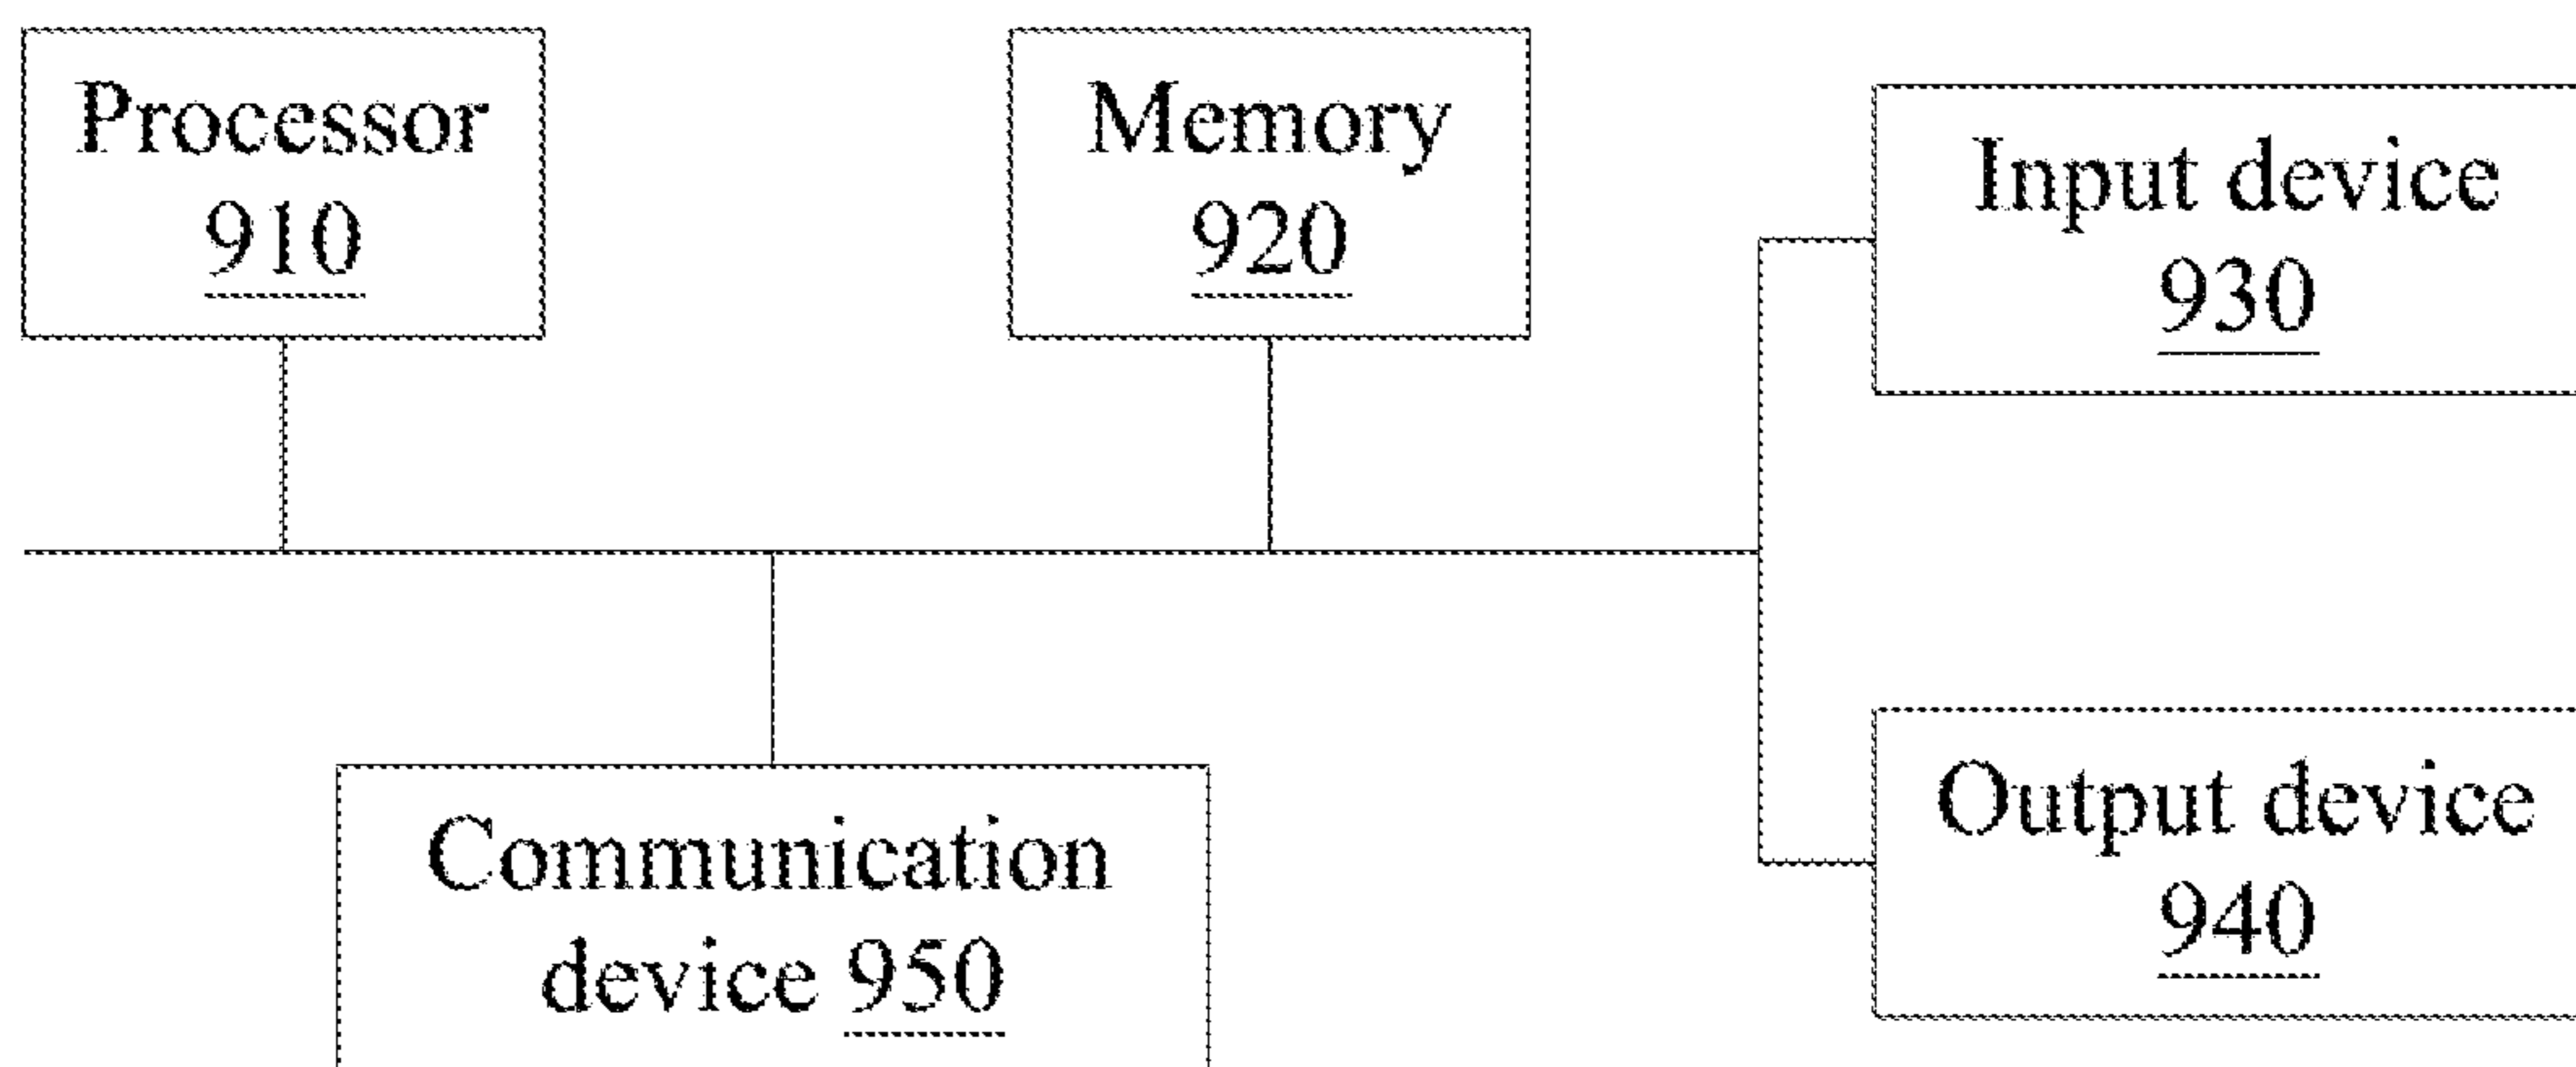 Processor
910
Memory
920
Input device
930
Communication
device 950
Output device
940